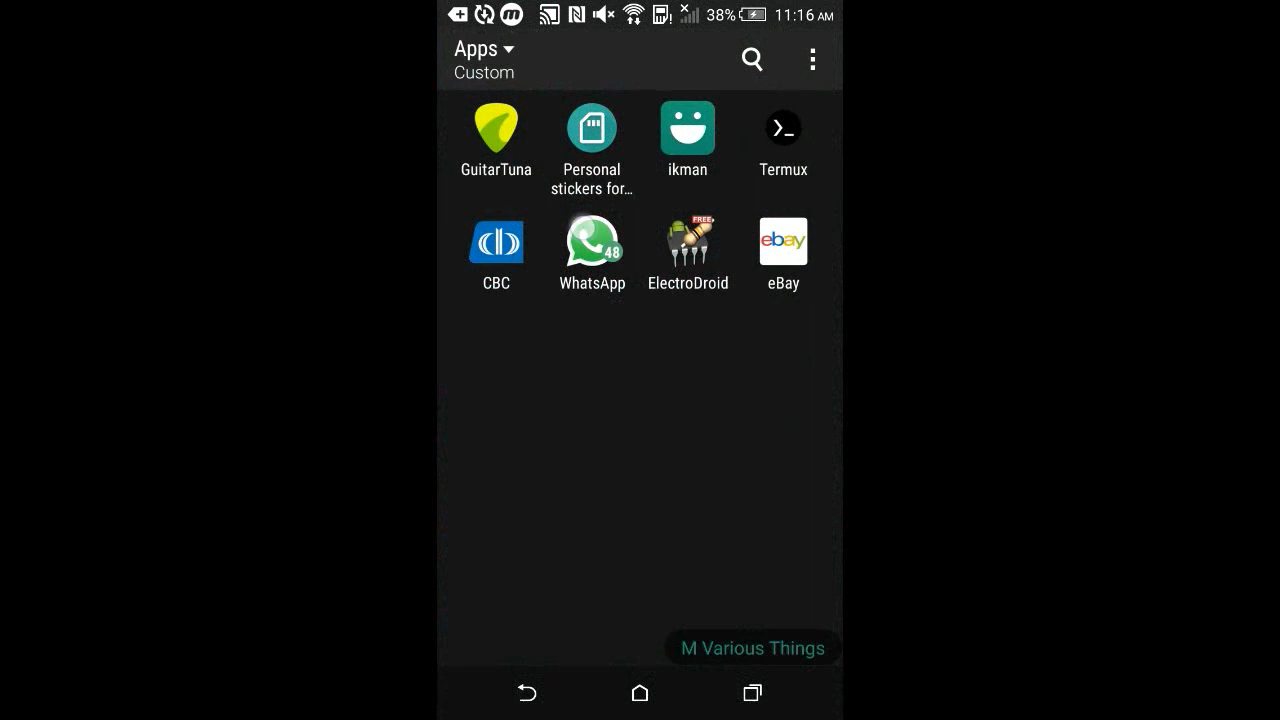 38% 11:16 AM
Apps
Custom
GuitarTuna
Personal
stickers for…
ikman
Termux
CBC
48
WhatsApp
FREE
ElectroDroid
ebay
eBay
M Various Things